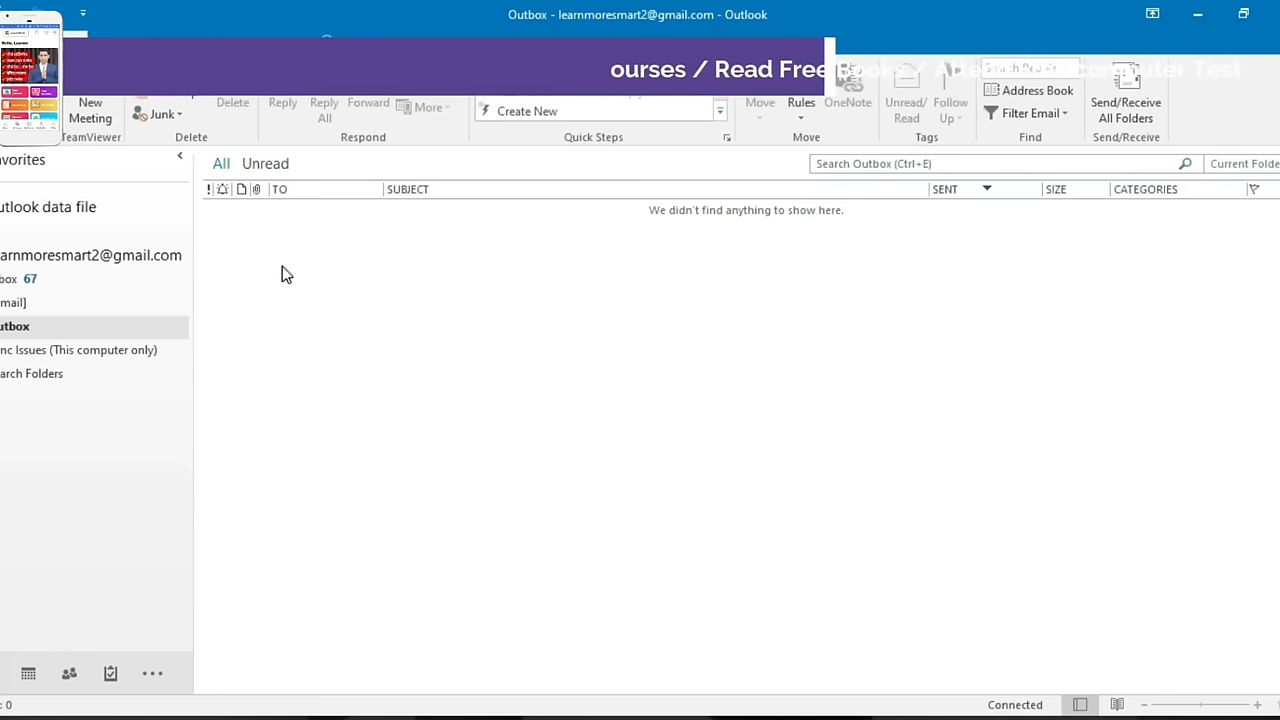 Outbox - learnmoresmart2@gmail.com - Outlook
ourses / Read Free
New Meeting
TeamViewer
Junk
Delete
Delete
Reply
Reply All
Forward
More
Respond
Create New
Quick Steps
Move
Rules
OneNote
Move
Unread/ Read
Follow Up
Tags
Address Book
Filter Email
Find
Send/Receive All Folders
Send/Receive
avorites
All Unread
Search Outbox (Ctrl+E)
Current Folde
! TO SUBJECT SENT SIZE CATEGORIES
We didn't find anything to show here.
utlook data file
arnmoresmart2@gmail.com
box 67
mail]
utbox
nc Issues (This computer only)
arch Folders
: 0
Connected